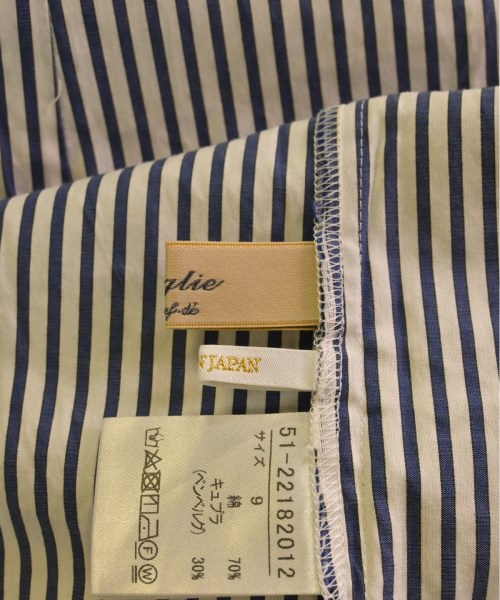 glie
OF JAPAN
51-22182012
サイズ 9
綿 70%
キュプラ 30%
(ベンベルグ)
F W